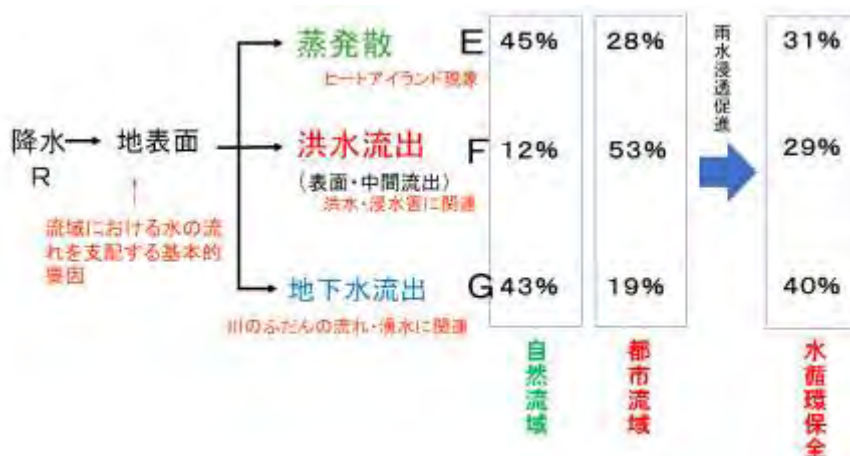 蒸発散 E 45% 28% 31%
ヒートアイランド現象
雨水浸透促進
降水 地表面 洪水流出 F 12% 53% 29%
R (表面・中間流出)
洪水・浸水害に関連
流域における水の流
れを支配する基本的
要因
地下水流出 G 43% 19% 40%
川のふだんの流れ・湧水に関連
自然流域
都市流域
水循環保全